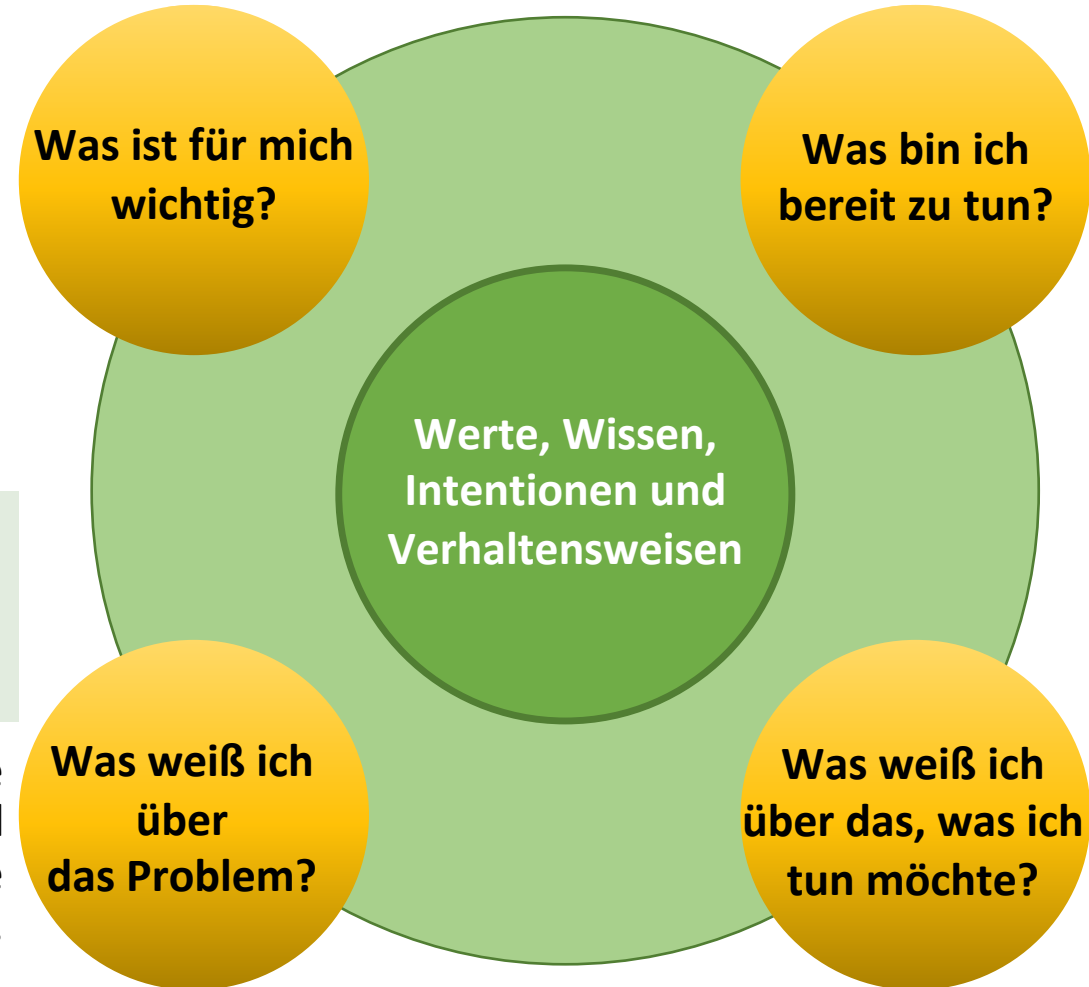 Was ist für mich
wichtig?
Was bin ich
bereit zu tun?
Werte, Wissen,
Intentionen und
Verhaltensweisen
Was weiß ich
über
das Problem?
Was weiß ich
über das, was ich
tun möchte?